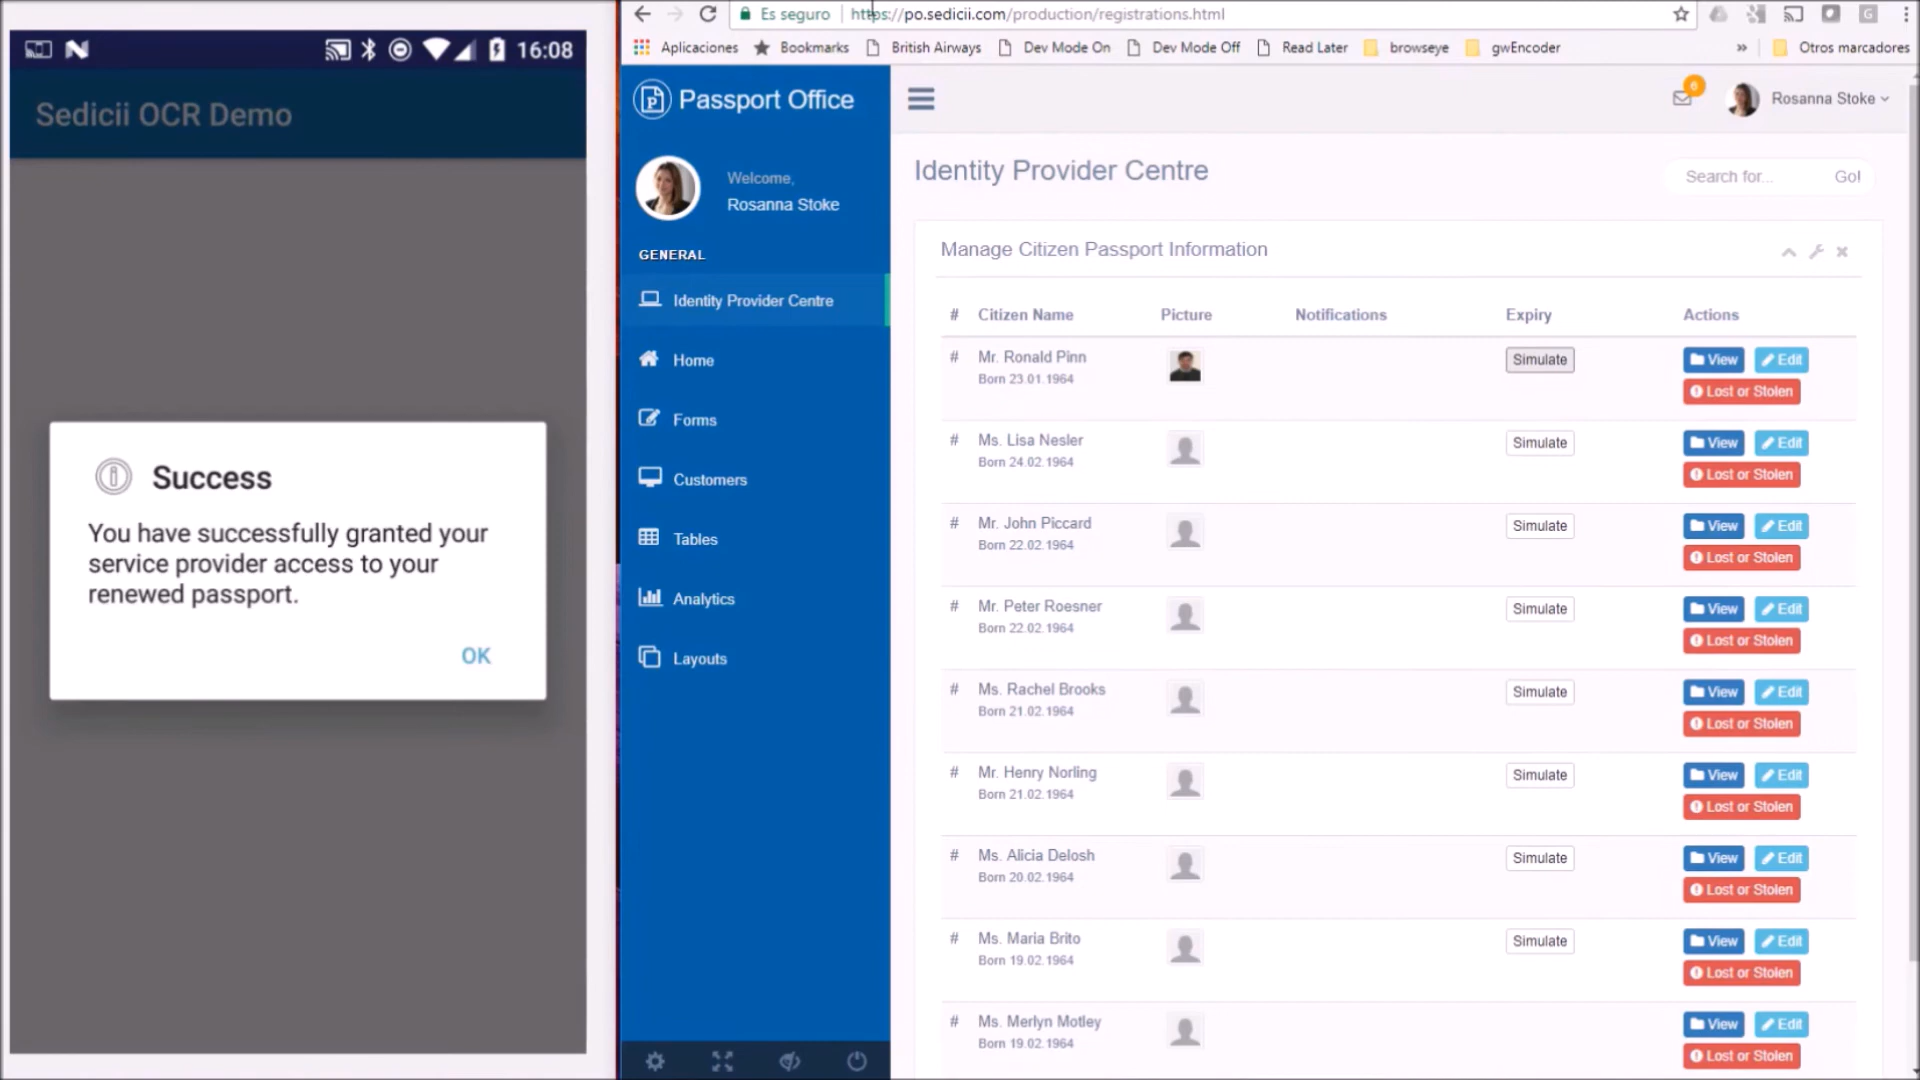 16:08
Sedicii OCR Demo
Success
You have successfully granted your
service provider access to your
renewed passport.
OK
Es seguro https://po.sedicii.com/production/registrations.html
Aplicaciones Bookmarks British Airways Dev Mode On Dev Mode Off Read Later browseye gwEncoder » Otros marcadores
Passport Office
Welcome,
Rosanna Stoke
GENERAL
Identity Provider Centre
Home
Forms
Customers
Tables
Analytics
Layouts
6
Rosanna Stoke
Identity Provider Centre
Search for... Go!
Manage Citizen Passport Information
# Citizen Name Picture Notifications Expiry Actions
# Mr. Ronald Pinn Simulate View Edit
Born 23.01.1964 Lost or Stolen
# Ms. Lisa Nesler Simulate View Edit
Born 24.02.1964 Lost or Stolen
# Mr. John Piccard Simulate View Edit
Born 22.02.1964 Lost or Stolen
# Mr. Peter Roesner Simulate View Edit
Born 22.02.1964 Lost or Stolen
# Ms. Rachel Brooks Simulate View Edit
Born 21.02.1964 Lost or Stolen
# Mr. Henry Norling Simulate View Edit
Born 21.02.1964 Lost or Stolen
# Ms. Alicia Delosh Simulate View Edit
Born 20.02.1964 Lost or Stolen
# Ms. Maria Brito Simulate View Edit
Born 19.02.1964 Lost or Stolen
# Ms. Merlyn Motley View Edit
Born 19.02.1964 Lost or Stolen